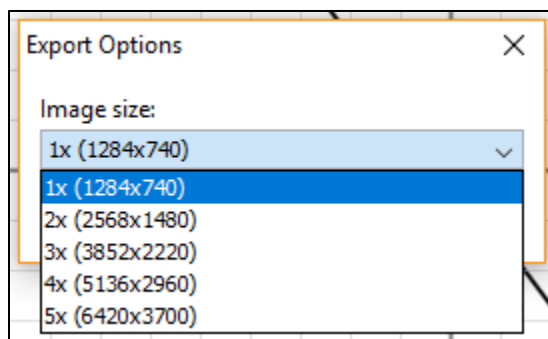 Export Options
Image size:
1x (1284x740)
1x (1284x740)
2x (2568x1480)
3x (3852x2220)
4x (5136x2960)
5x (6420x3700)